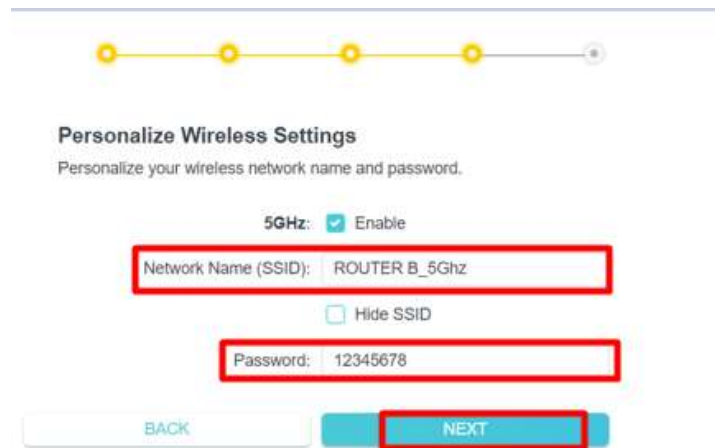 Personalize Wireless Settings
Personalize your wireless network name and password.
5GHz: Enable
Network Name (SSID): ROUTER B_5Ghz
Hide SSID
Password: 12345678
BACK NEXT